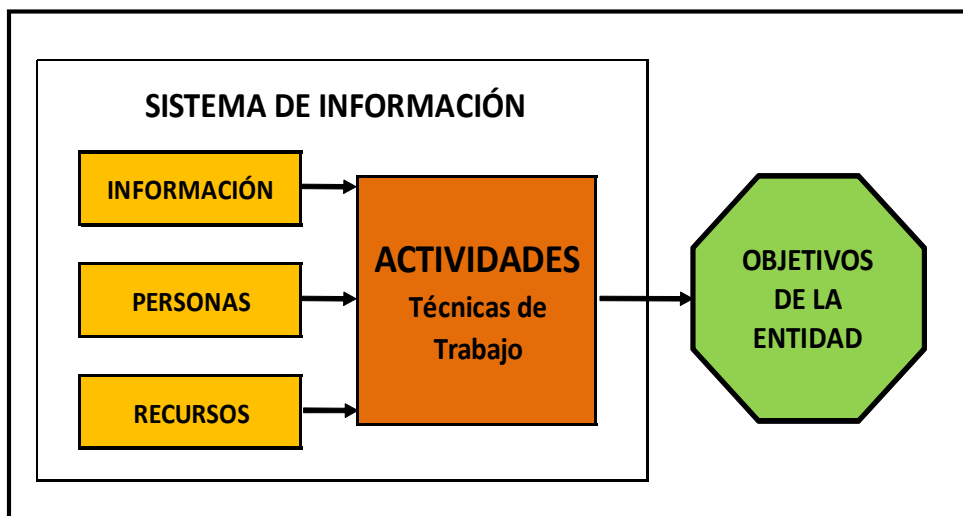 SISTEMA DE INFORMACIÓN
INFORMACIÓN
PERSONAS
RECURSOS
ACTIVIDADES
Técnicas de
Trabajo
OBJETIVOS
DE LA
ENTIDAD